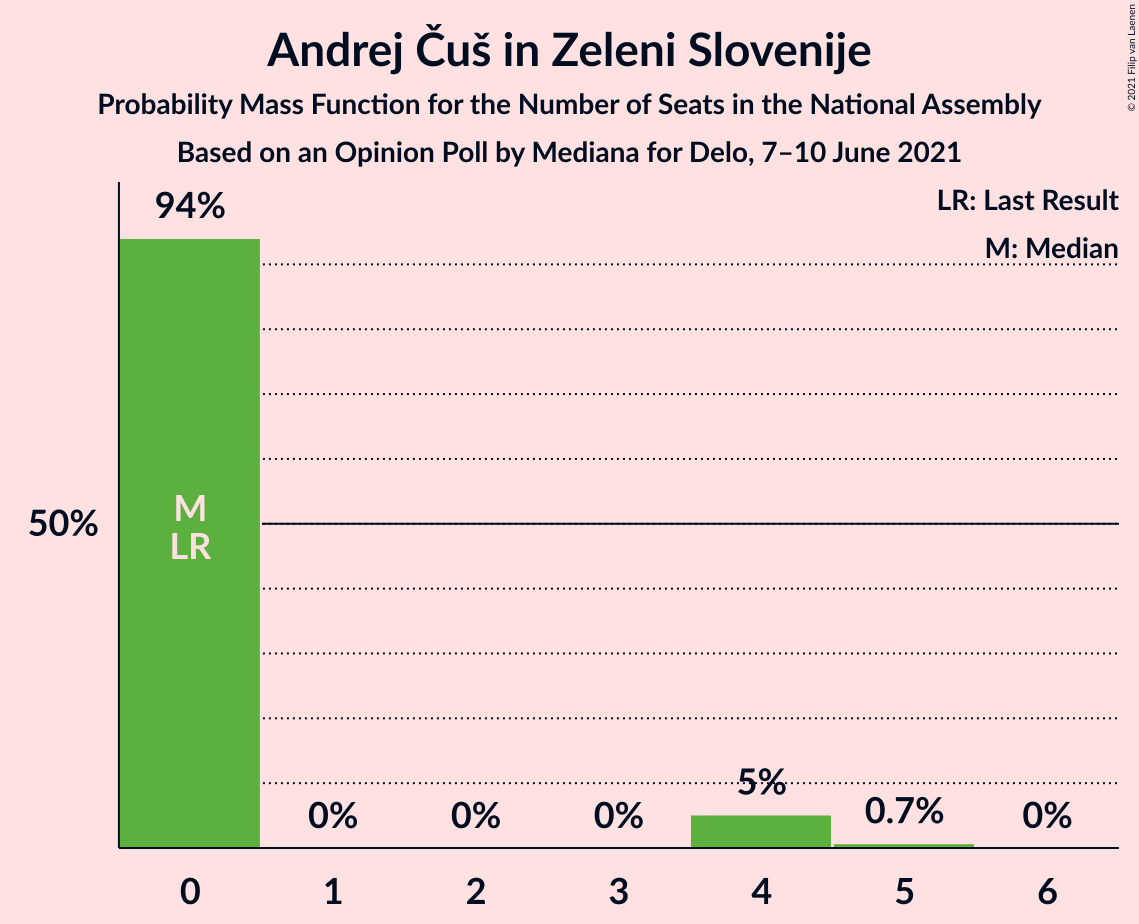 Andrej Čuš in Zeleni Slovenije
Probability Mass Function for the Number of Seats in the National Assembly
Based on an Opinion Poll by Mediana for Delo, 7–10 June 2021
© 2021 Filip van Laenen
LR: Last Result
M: Median
94%
50%
M
LR
0%
0%
0%
5%
0.7%
0%
0
1
2
3
4
5
6